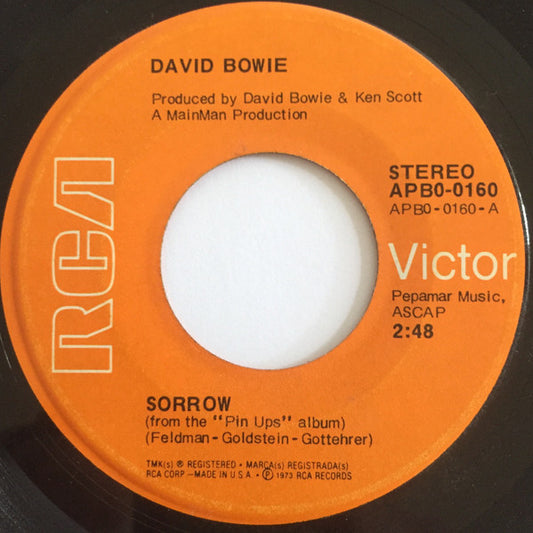 DAVID BOWIE
Produced by David Bowie & Ken Scott
A MainMan Production
RCA
STEREO
APBO-0160
APBO-0160-A
Victor
Pepamar Music,
ASCAP
2:48
SORROW
(from the "Pin Ups" album)
(Feldman-Goldstein-Gottehrer)
TMK(s) ® REGISTERED • MARCA(s) REGISTRADA(s)
RCA CORP.—MADE IN U.S.A. • ℗ 1973 RCA RECORDS